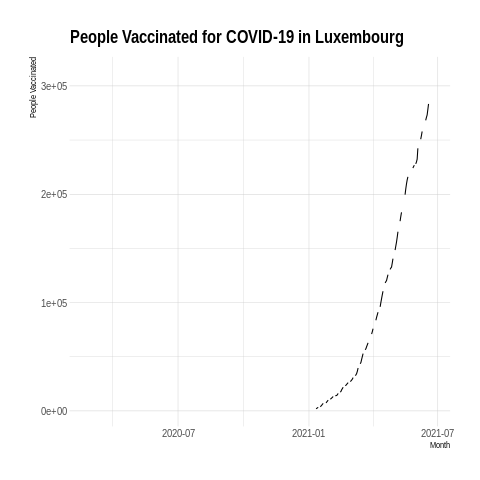 People Vaccinated for COVID-19 in Luxembourg
People Vaccinated
3e+05
2e+05
1e+05
0e+00
2020-07
2021-01
2021-07
Month